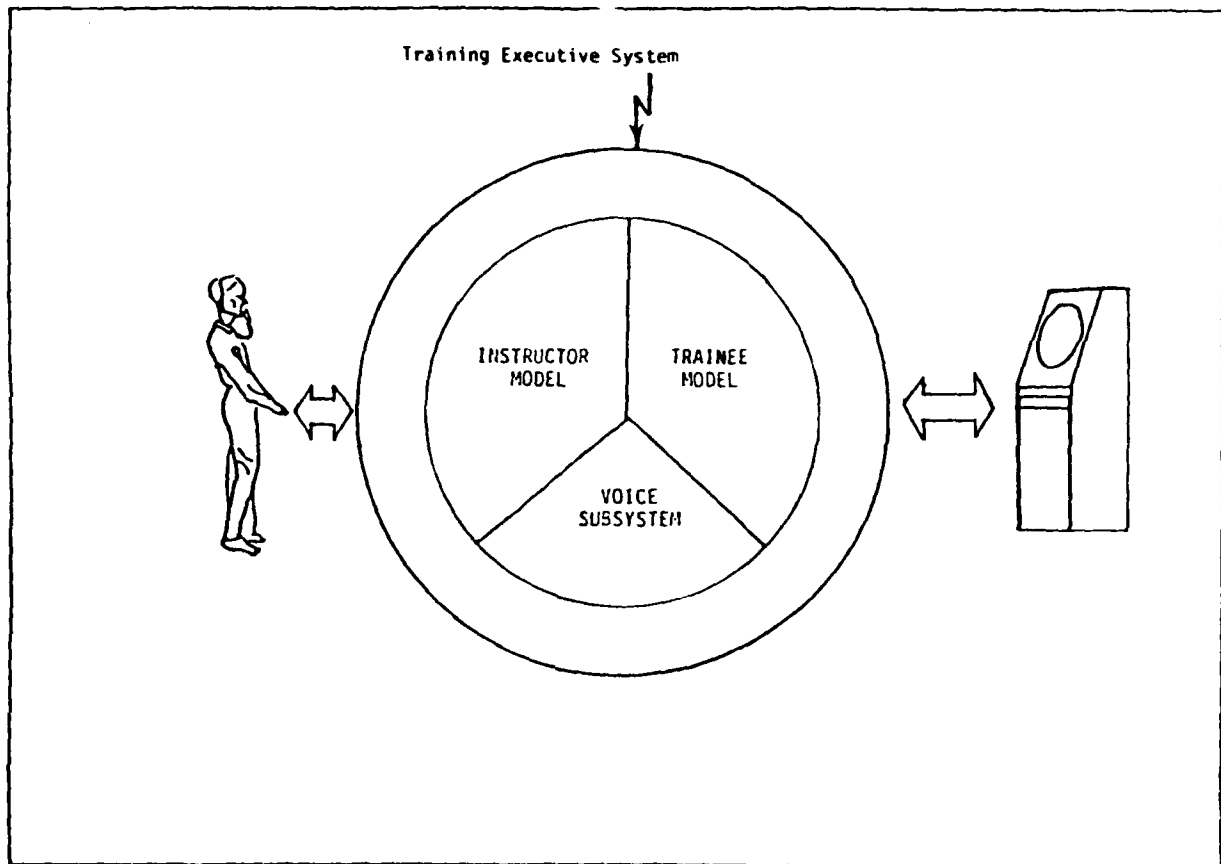 Training Executive System
INSTRUCTOR
MODEL
TRAINEE
MODEL
VOICE
SUBSYSTEM